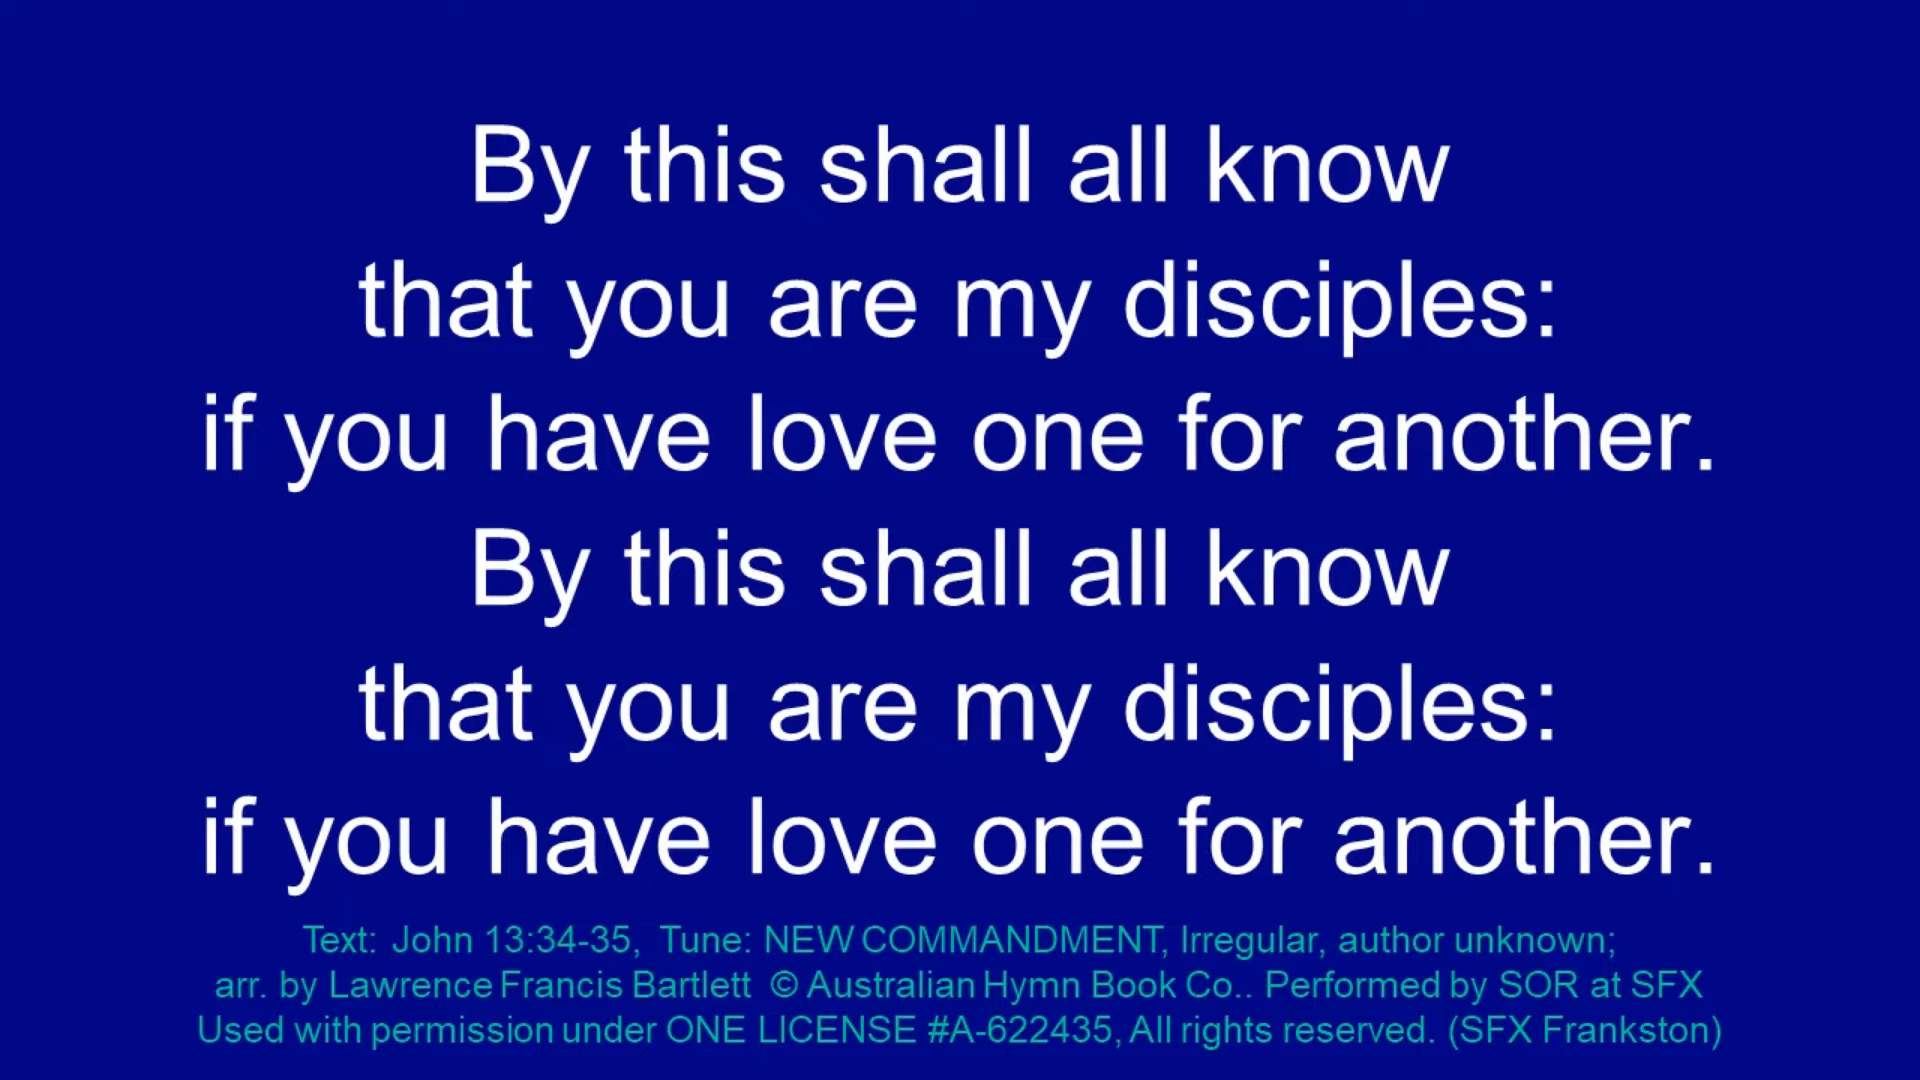 By this shall all know
that you are my disciples:
if you have love one for another.
By this shall all know
that you are my disciples:
if you have love one for another.
Text: John 13:34-35, Tune: NEW COMMANDMENT, Irregular, author unknown;
arr. by Lawrence Francis Bartlett © Australian Hymn Book Co.. Performed by SOR at SFX
Used with permission under ONE LICENSE #A-622435, All rights reserved. (SFX Frankston)